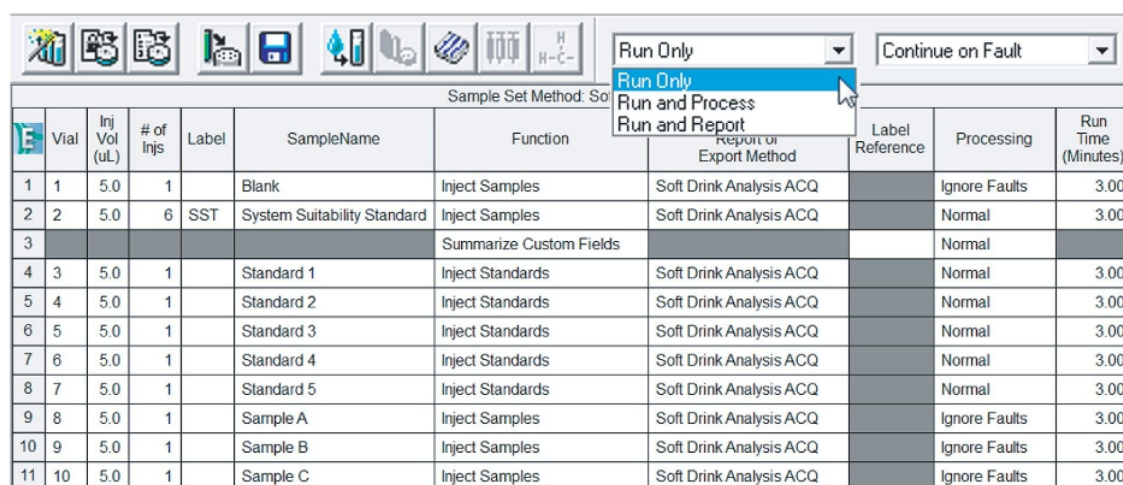 Run Only
Continue on Fault
Run Only
Run and Process
Run and Report
H
H-C-
Sample Set Method: So
Vial Inj Vol (uL) # of Injs Label SampleName Function Report or Export Method Label Reference Processing Run Time (Minutes)
1 1 5.0 1 Blank Inject Samples Soft Drink Analysis ACQ Ignore Faults 3.00
2 2 5.0 6 SST System Suitability Standard Inject Samples Soft Drink Analysis ACQ Normal 3.00
3 Summarize Custom Fields Normal
4 3 5.0 1 Standard 1 Inject Standards Soft Drink Analysis ACQ Normal 3.00
5 4 5.0 1 Standard 2 Inject Standards Soft Drink Analysis ACQ Normal 3.00
6 5 5.0 1 Standard 3 Inject Standards Soft Drink Analysis ACQ Normal 3.00
7 6 5.0 1 Standard 4 Inject Standards Soft Drink Analysis ACQ Normal 3.00
8 7 5.0 1 Standard 5 Inject Standards Soft Drink Analysis ACQ Normal 3.00
9 8 5.0 1 Sample A Inject Samples Soft Drink Analysis ACQ Ignore Faults 3.00
10 9 5.0 1 Sample B Inject Samples Soft Drink Analysis ACQ Ignore Faults 3.00
11 10 5.0 1 Sample C Inject Samples Soft Drink Analysis ACQ Ignore Faults 3.00